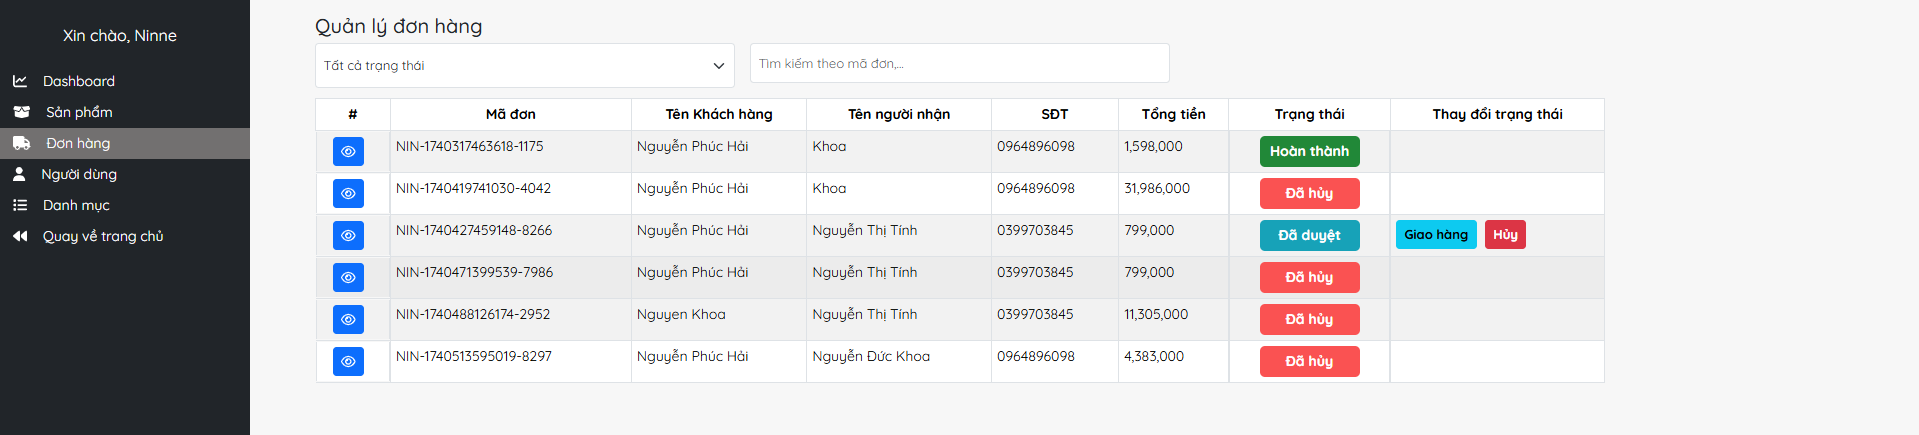 Xin chào, Ninne
Dashboard
Sản phẩm
Đơn hàng
Người dùng
Danh mục
Quay về trang chủ
Quản lý đơn hàng
Tất cả trạng thái
Tìm kiếm theo mã đơn,...
# Mã đơn Tên Khách hàng Tên người nhận SĐT Tổng tiền Trạng thái Thay đổi trạng thái
NIN-1740317463618-1175 Nguyễn Phúc Hải Khoa 0964896098 1,598,000 Hoàn thành
NIN-1740419741030-4042 Nguyễn Phúc Hải Khoa 0964896098 31,986,000 Đã hủy
NIN-1740427459148-8266 Nguyễn Phúc Hải Nguyễn Thị Tính 0399703845 799,000 Đã duyệt Giao hàng Hủy
NIN-1740471399539-7986 Nguyễn Phúc Hải Nguyễn Thị Tính 0399703845 799,000 Đã hủy
NIN-1740488126174-2952 Nguyen Khoa Nguyễn Thị Tính 0399703845 11,305,000 Đã hủy
NIN-1740513595019-8297 Nguyễn Phúc Hải Nguyễn Đức Khoa 0964896098 4,383,000 Đã hủy